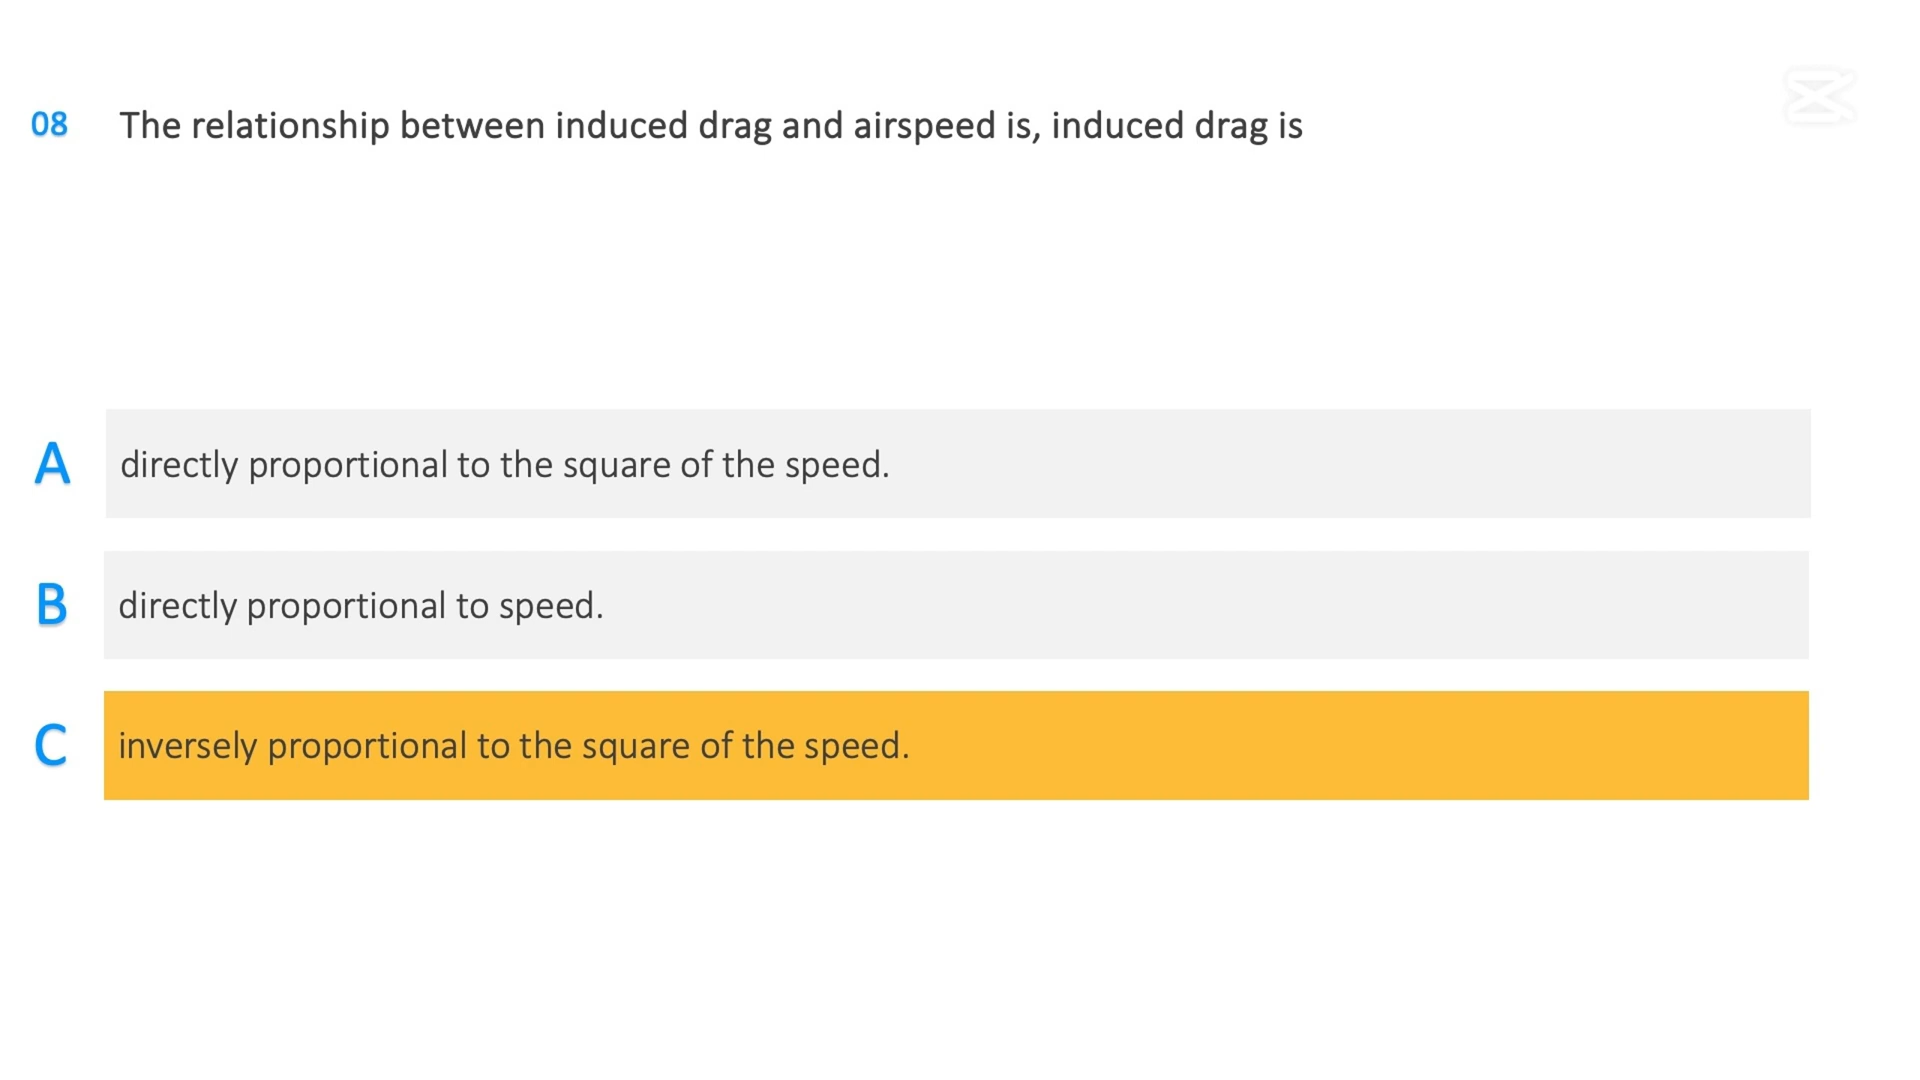 08 The relationship between induced drag and airspeed is, induced drag is
A directly proportional to the square of the speed.
B directly proportional to speed.
C inversely proportional to the square of the speed.